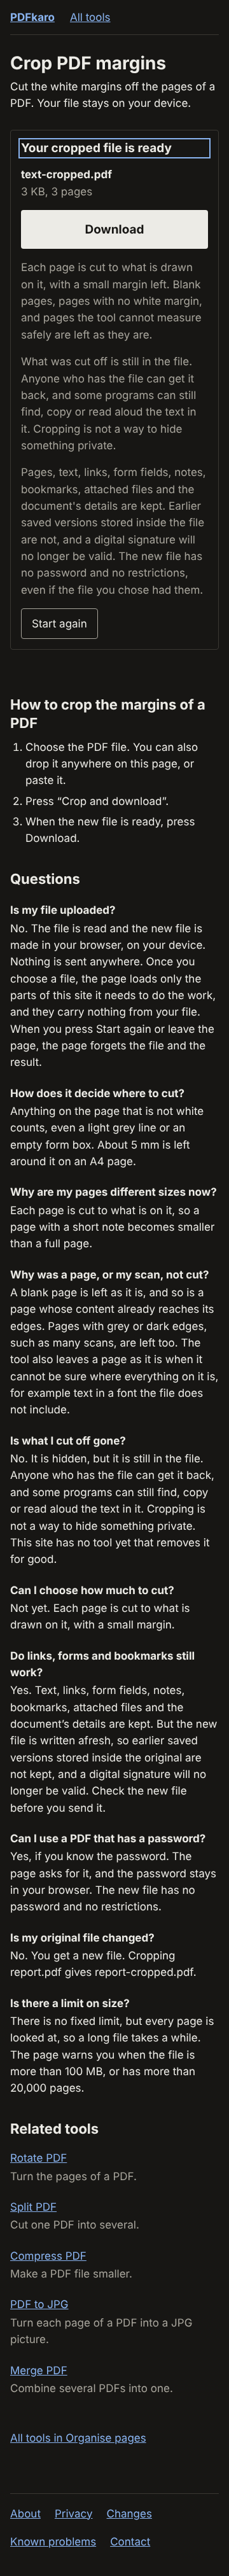 PDFkaro All tools
Crop PDF margins
Cut the white margins off the pages of a
PDF. Your file stays on your device.
Your cropped file is ready
text-cropped.pdf
3 KB, 3 pages
Download
Each page is cut to what is drawn
on it, with a small margin left. Blank
pages, pages with no white margin,
and pages the tool cannot measure
safely are left as they are.
What was cut off is still in the file.
Anyone who has the file can get it
back, and some programs can still
find, copy or read aloud the text in
it. Cropping is not a way to hide
something private.
Pages, text, links, form fields, notes,
bookmarks, attached files and the
document's details are kept. Earlier
saved versions stored inside the file
are not, and a digital signature will
no longer be valid. The new file has
no password and no restrictions,
even if the file you chose had them.
Start again
How to crop the margins of a
PDF
1. Choose the PDF file. You can also
drop it anywhere on this page, or
paste it.
2. Press “Crop and download”.
3. When the new file is ready, press
Download.
Questions
Is my file uploaded?
No. The file is read and the new file is
made in your browser, on your device.
Nothing is sent anywhere. Once you
choose a file, the page loads only the
parts of this site it needs to do the work,
and they carry nothing from your file.
When you press Start again or leave the
page, the page forgets the file and the
result.
How does it decide where to cut?
Anything on the page that is not white
counts, even a light grey line or an
empty form box. About 5 mm is left
around it on an A4 page.
Why are my pages different sizes now?
Each page is cut to what is on it, so a
page with a short note becomes smaller
than a full page.
Why was a page, or my scan, not cut?
A blank page is left as it is, and so is a
page whose content already reaches its
edges. Pages with grey or dark edges,
such as many scans, are left too. The
tool also leaves a page as it is when it
cannot be sure where everything on it is,
for example text in a font the file does
not include.
Is what I cut off gone?
No. It is hidden, but it is still in the file.
Anyone who has the file can get it back,
and some programs can still find, copy
or read aloud the text in it. Cropping is
not a way to hide something private.
This site has no tool yet that removes it
for good.
Can I choose how much to cut?
Not yet. Each page is cut to what is
drawn on it, with a small margin.
Do links, forms and bookmarks still
work?
Yes. Text, links, form fields, notes,
bookmarks, attached files and the
document’s details are kept. But the new
file is written afresh, so earlier saved
versions stored inside the original are
not kept, and a digital signature will no
longer be valid. Check the new file
before you send it.
Can I use a PDF that has a password?
Yes, if you know the password. The
page asks for it, and the password stays
in your browser. The new file has no
password and no restrictions.
Is my original file changed?
No. You get a new file. Cropping
report.pdf gives report-cropped.pdf.
Is there a limit on size?
There is no fixed limit, but every page is
looked at, so a long file takes a while.
The page warns you when the file is
more than 100 MB, or has more than
20,000 pages.
Related tools
Rotate PDF
Turn the pages of a PDF.
Split PDF
Cut one PDF into several.
Compress PDF
Make a PDF file smaller.
PDF to JPG
Turn each page of a PDF into a JPG
picture.
Merge PDF
Combine several PDFs into one.
All tools in Organise pages
About Privacy Changes
Known problems Contact